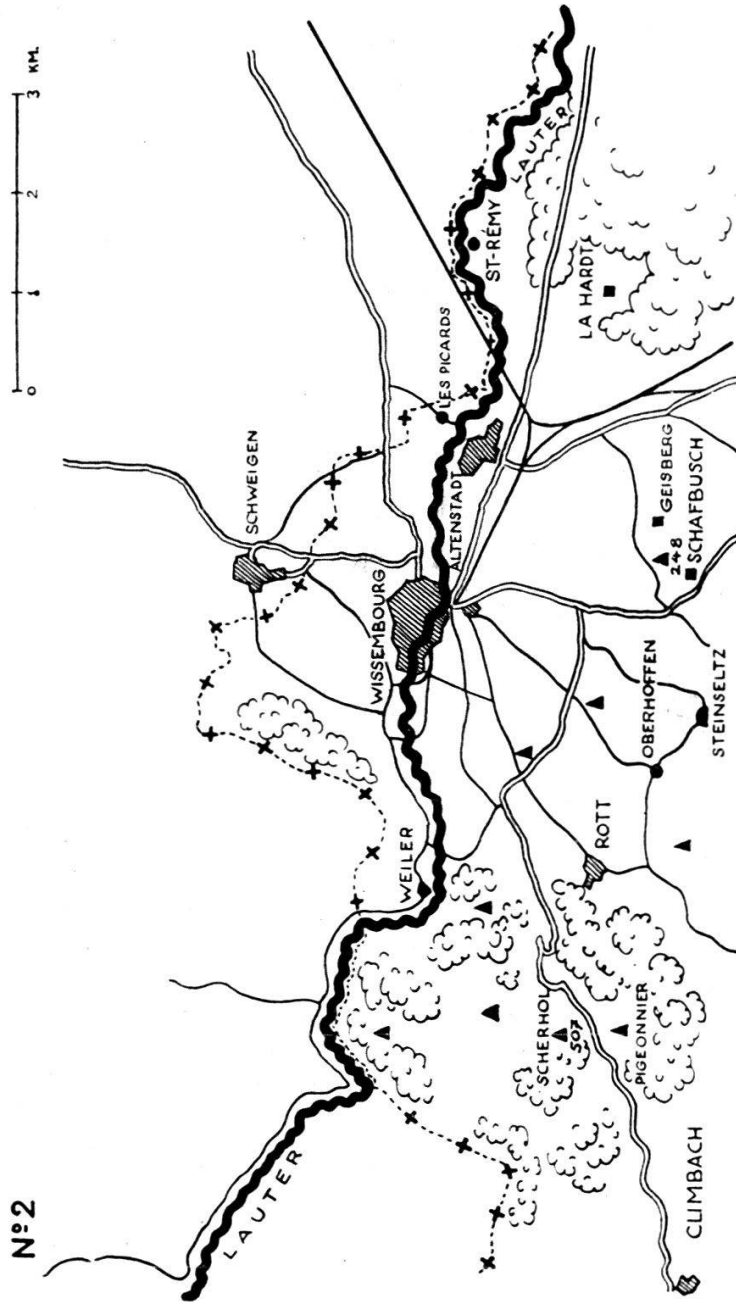 Nº2
0 1 2 3 KM.
SCHWEIGEN
LES PICARDS
LAUTER
ST-RÉMY
WISSEMBOURG
ALTENSTADT
LA HARDT
GEISBERG
248
SCHAFBUSCH
WEILER
OBERHOFFEN
STEINSELTZ
ROTT
LAUTER
SCHERHOL
507
PIGEONNIER
CLIMBACH